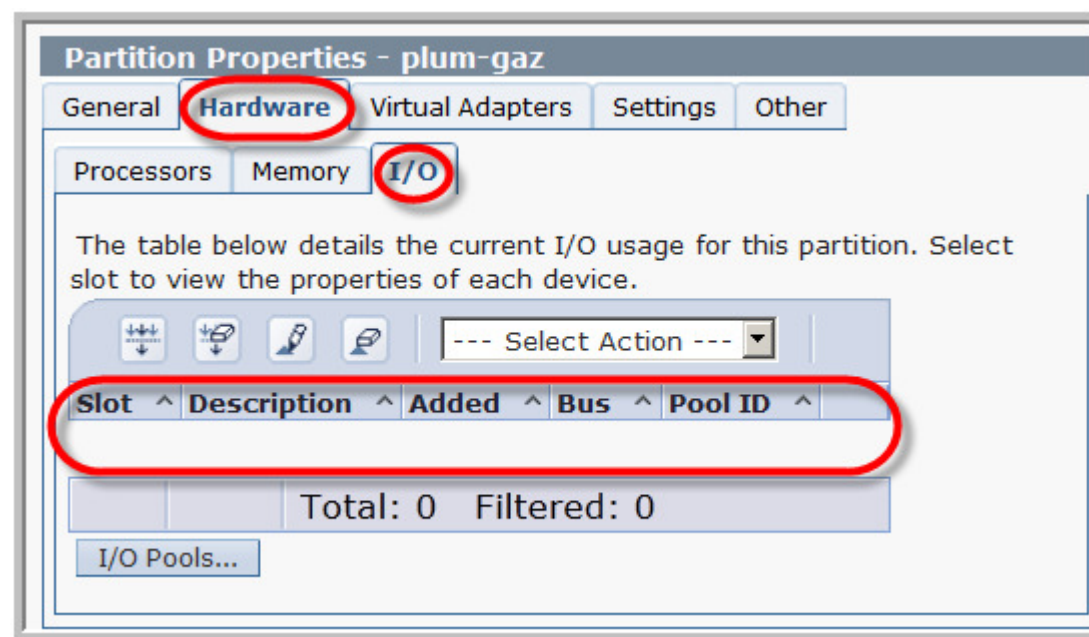 Partition Properties - plum-gaz
General Hardware Virtual Adapters Settings Other
Processors Memory I/O
The table below details the current I/O usage for this partition. Select
slot to view the properties of each device.
--- Select Action ---
Slot ^ Description ^ Added ^ Bus ^ Pool ID ^
Total: 0 Filtered: 0
I/O Pools...